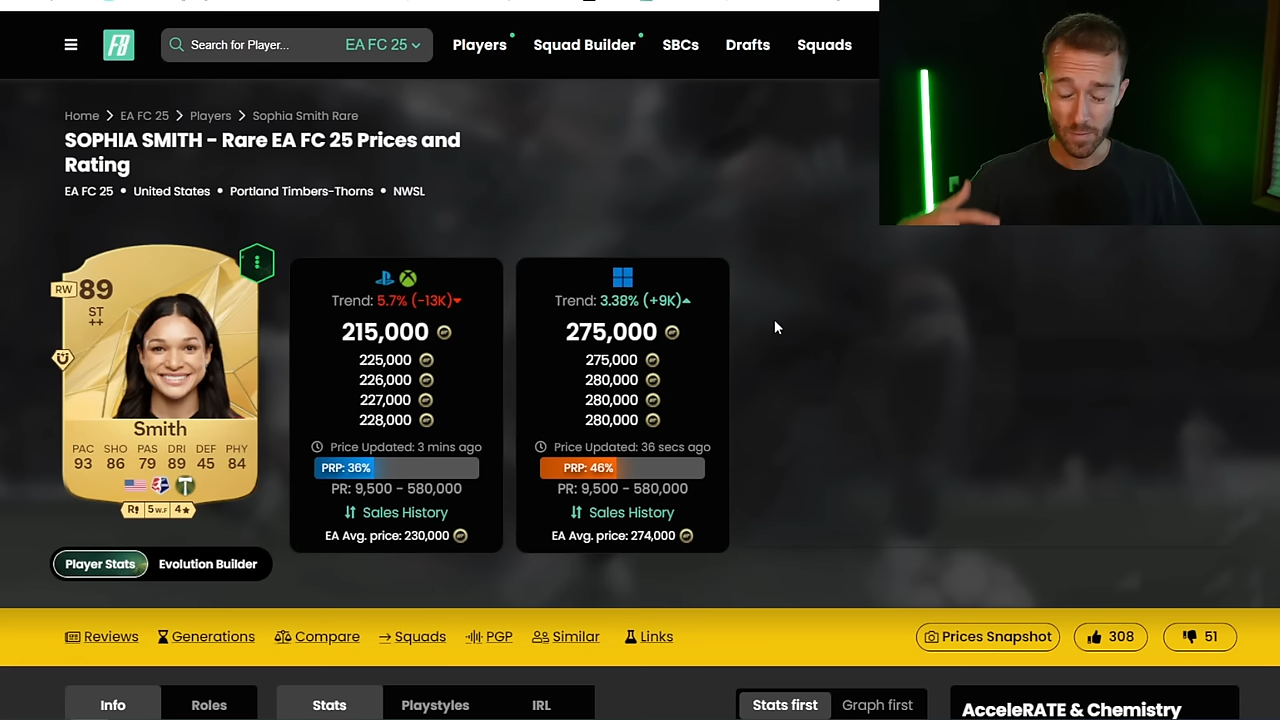 FB
Search for Player...
EA FC 25
Players
Squad Builder
SBCs
Drafts
Squads
Home > EA FC 25 > Players > Sophia Smith Rare
SOPHIA SMITH - Rare EA FC 25 Prices and
Rating
EA FC 25 • United States • Portland Timbers-Thorns • NWSL
RW 89
ST
++
Smith
PAC SHO PAS DRI DEF PHY
93 86 79 89 45 84
R 5 W.F 4★
Trend: 5.7% (-13K)
215,000
225,000
226,000
227,000
228,000
Price Updated: 3 mins ago
PRP: 36%
PR: 9,500 - 580,000
Sales History
EA Avg. price: 230,000
Trend: 3.38% (+9K)
275,000
275,000
280,000
280,000
280,000
Price Updated: 36 secs ago
PRP: 46%
PR: 9,500 - 580,000
Sales History
EA Avg. price: 274,000
Player Stats
Evolution Builder
Reviews
Generations
Compare
Squads
PGP
Similar
Links
Prices Snapshot
308
51
Info
Roles
Stats
Playstyles
IRL
Stats first
Graph first
AcceleRATE & Chemistry